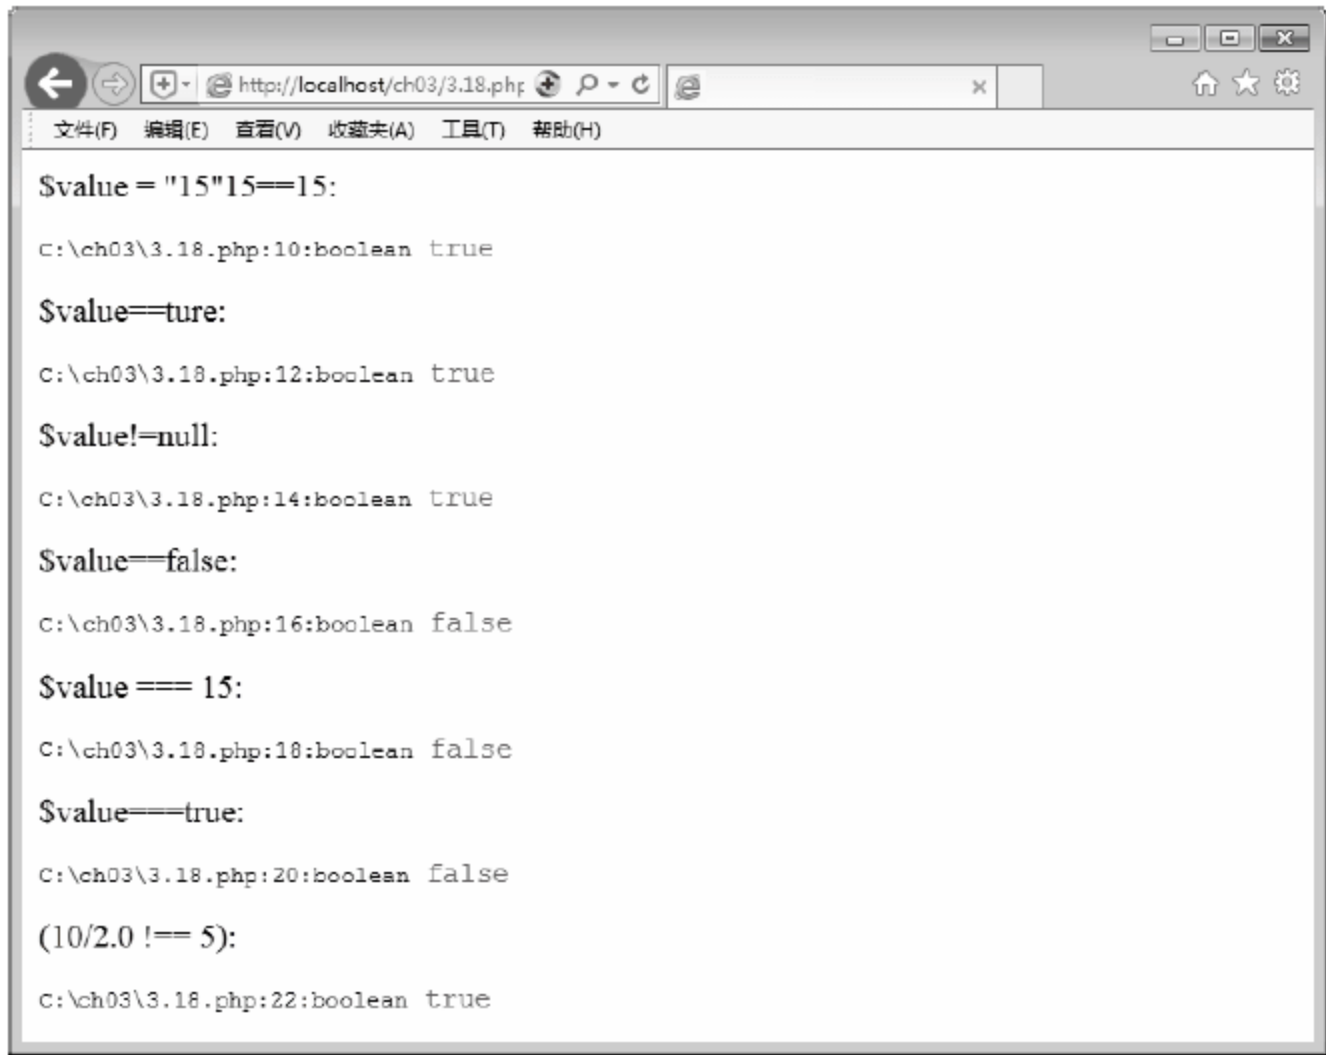 http://localhost/ch03/3.18.php
文件(F) 编辑(E) 查看(V) 收藏夹(A) 工具(T) 帮助(H)
$value = "15"15==15:
C:\ch03\3.18.php:10:boolean true
$value==ture:
C:\ch03\3.18.php:12:boolean true
$value!=null:
C:\ch03\3.18.php:14:boolean true
$value==false:
C:\ch03\3.18.php:16:boolean false
$value === 15:
C:\ch03\3.18.php:18:boolean false
$value===true:
C:\ch03\3.18.php:20:boolean false
(10/2.0 !== 5):
C:\ch03\3.18.php:22:boolean true